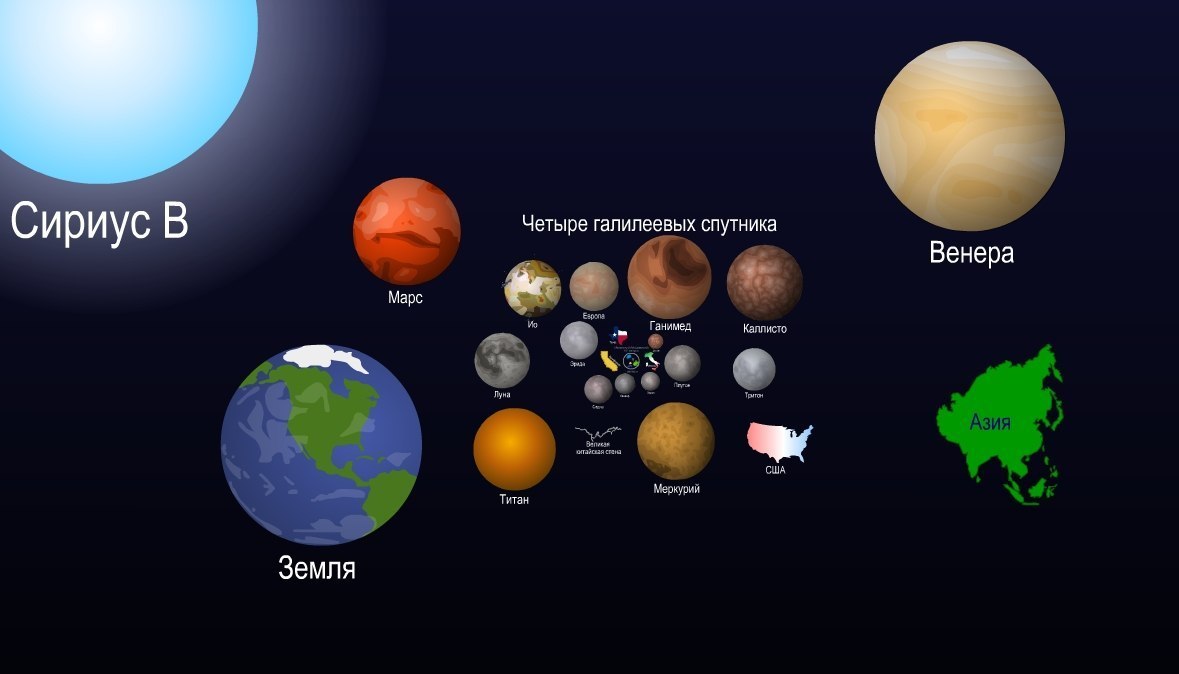 Сириус В
Марс
Четыре галилеевых спутника
Ио
Европа
Ганимед
Каллисто
Венера
Эрида
Луна
Плутон
Тритон
Азия
Титан
Великая
китайская стена
Меркурий
США
Земля